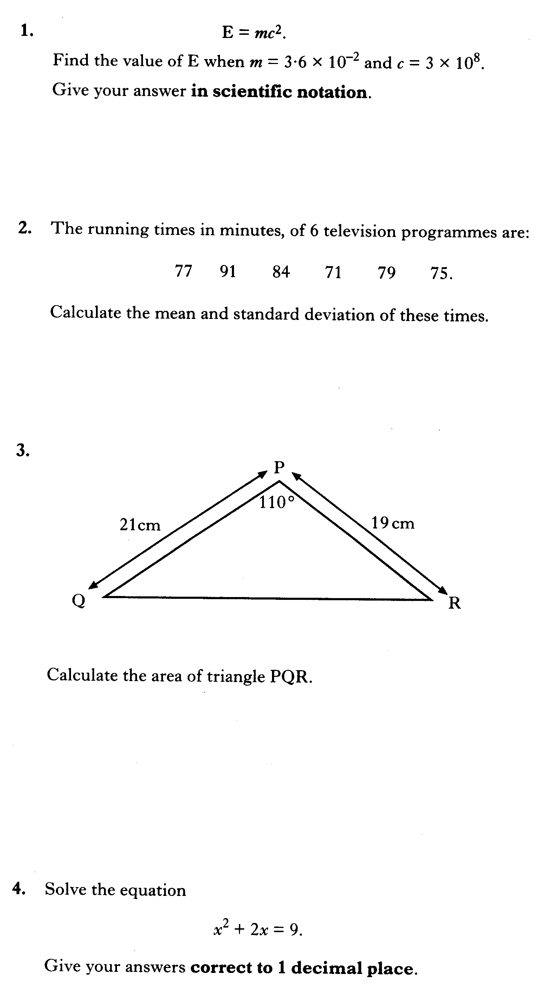 1. E = mc².
Find the value of E when m = 3·6 × 10⁻² and c = 3 × 10⁸.
Give your answer in scientific notation.
2. The running times in minutes, of 6 television programmes are:
77 91 84 71 79 75.
Calculate the mean and standard deviation of these times.
3.
P
110°
21cm
19cm
Q
R
Calculate the area of triangle PQR.
4. Solve the equation
x² + 2x = 9.
Give your answers correct to 1 decimal place.